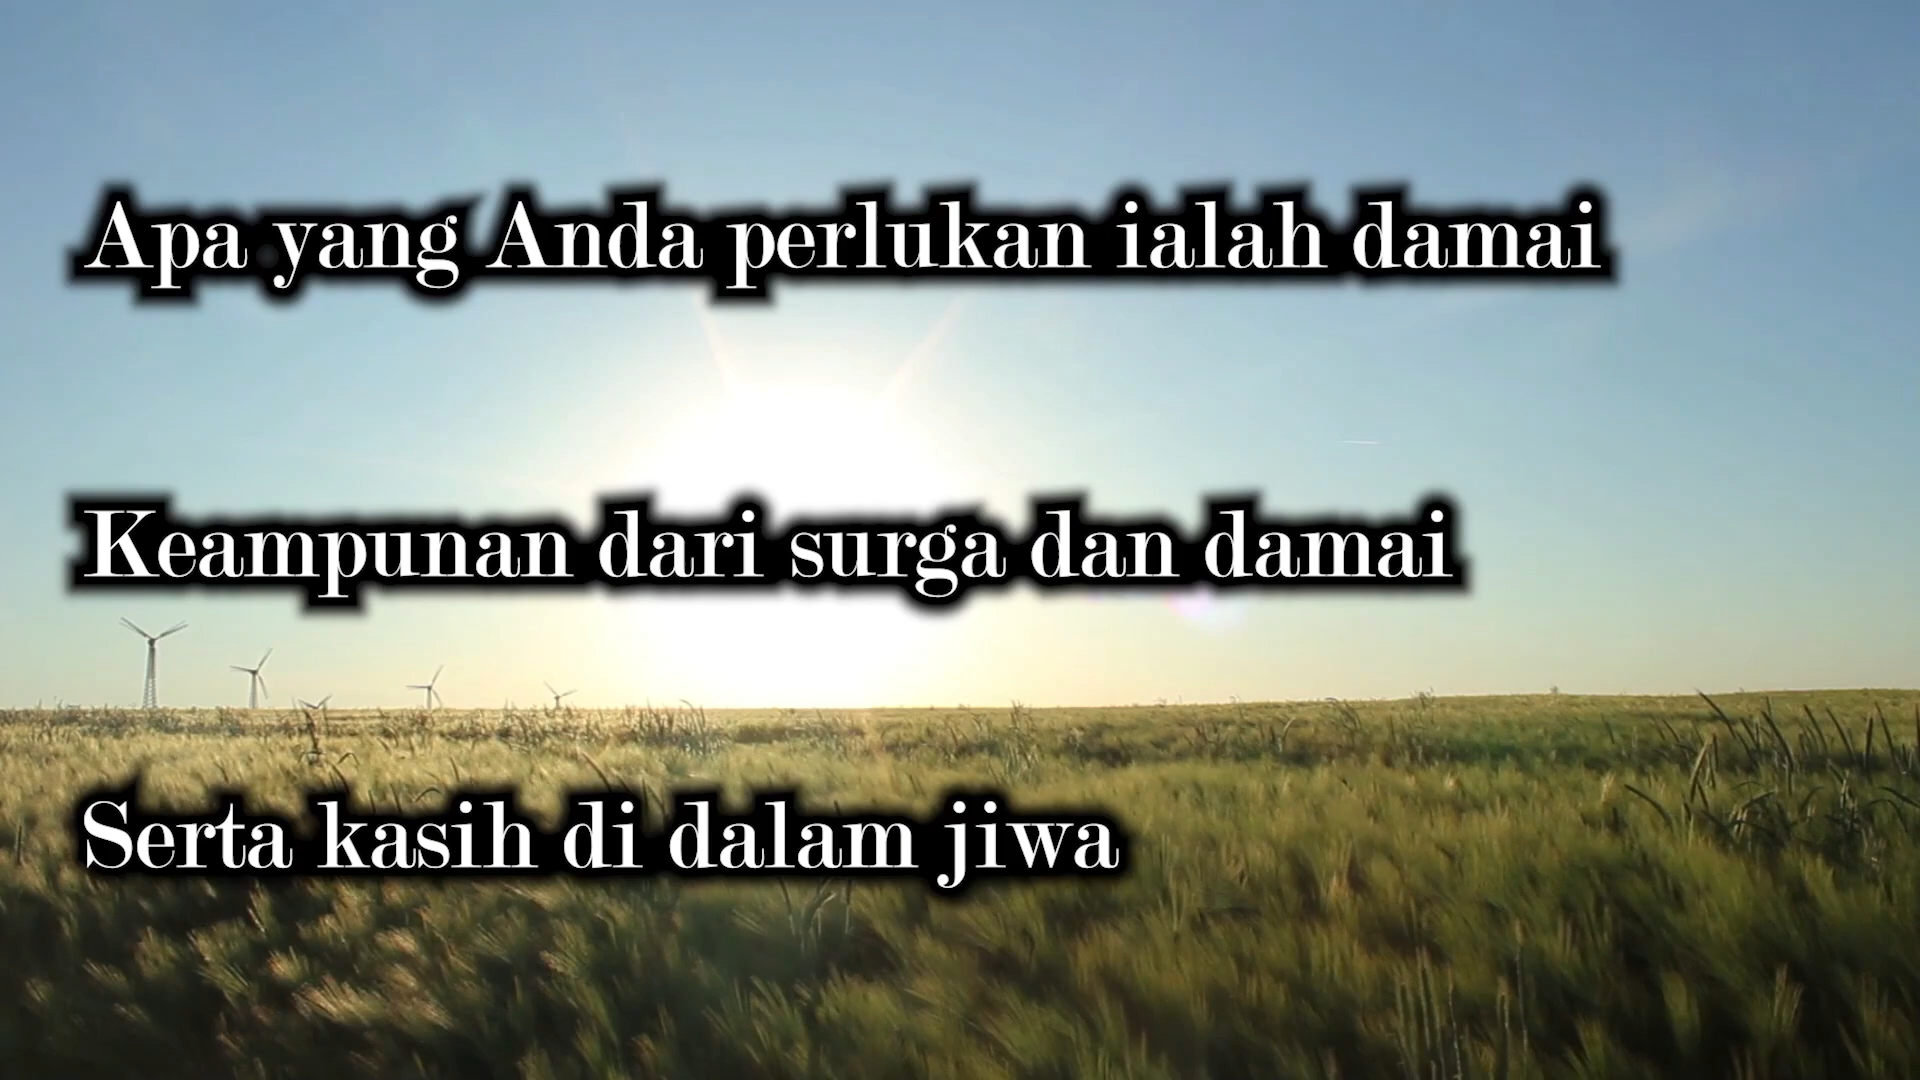 Apa yang Anda perlukan ialah damai
Keampunan dari surga dan damai
Serta kasih di dalam jiwa